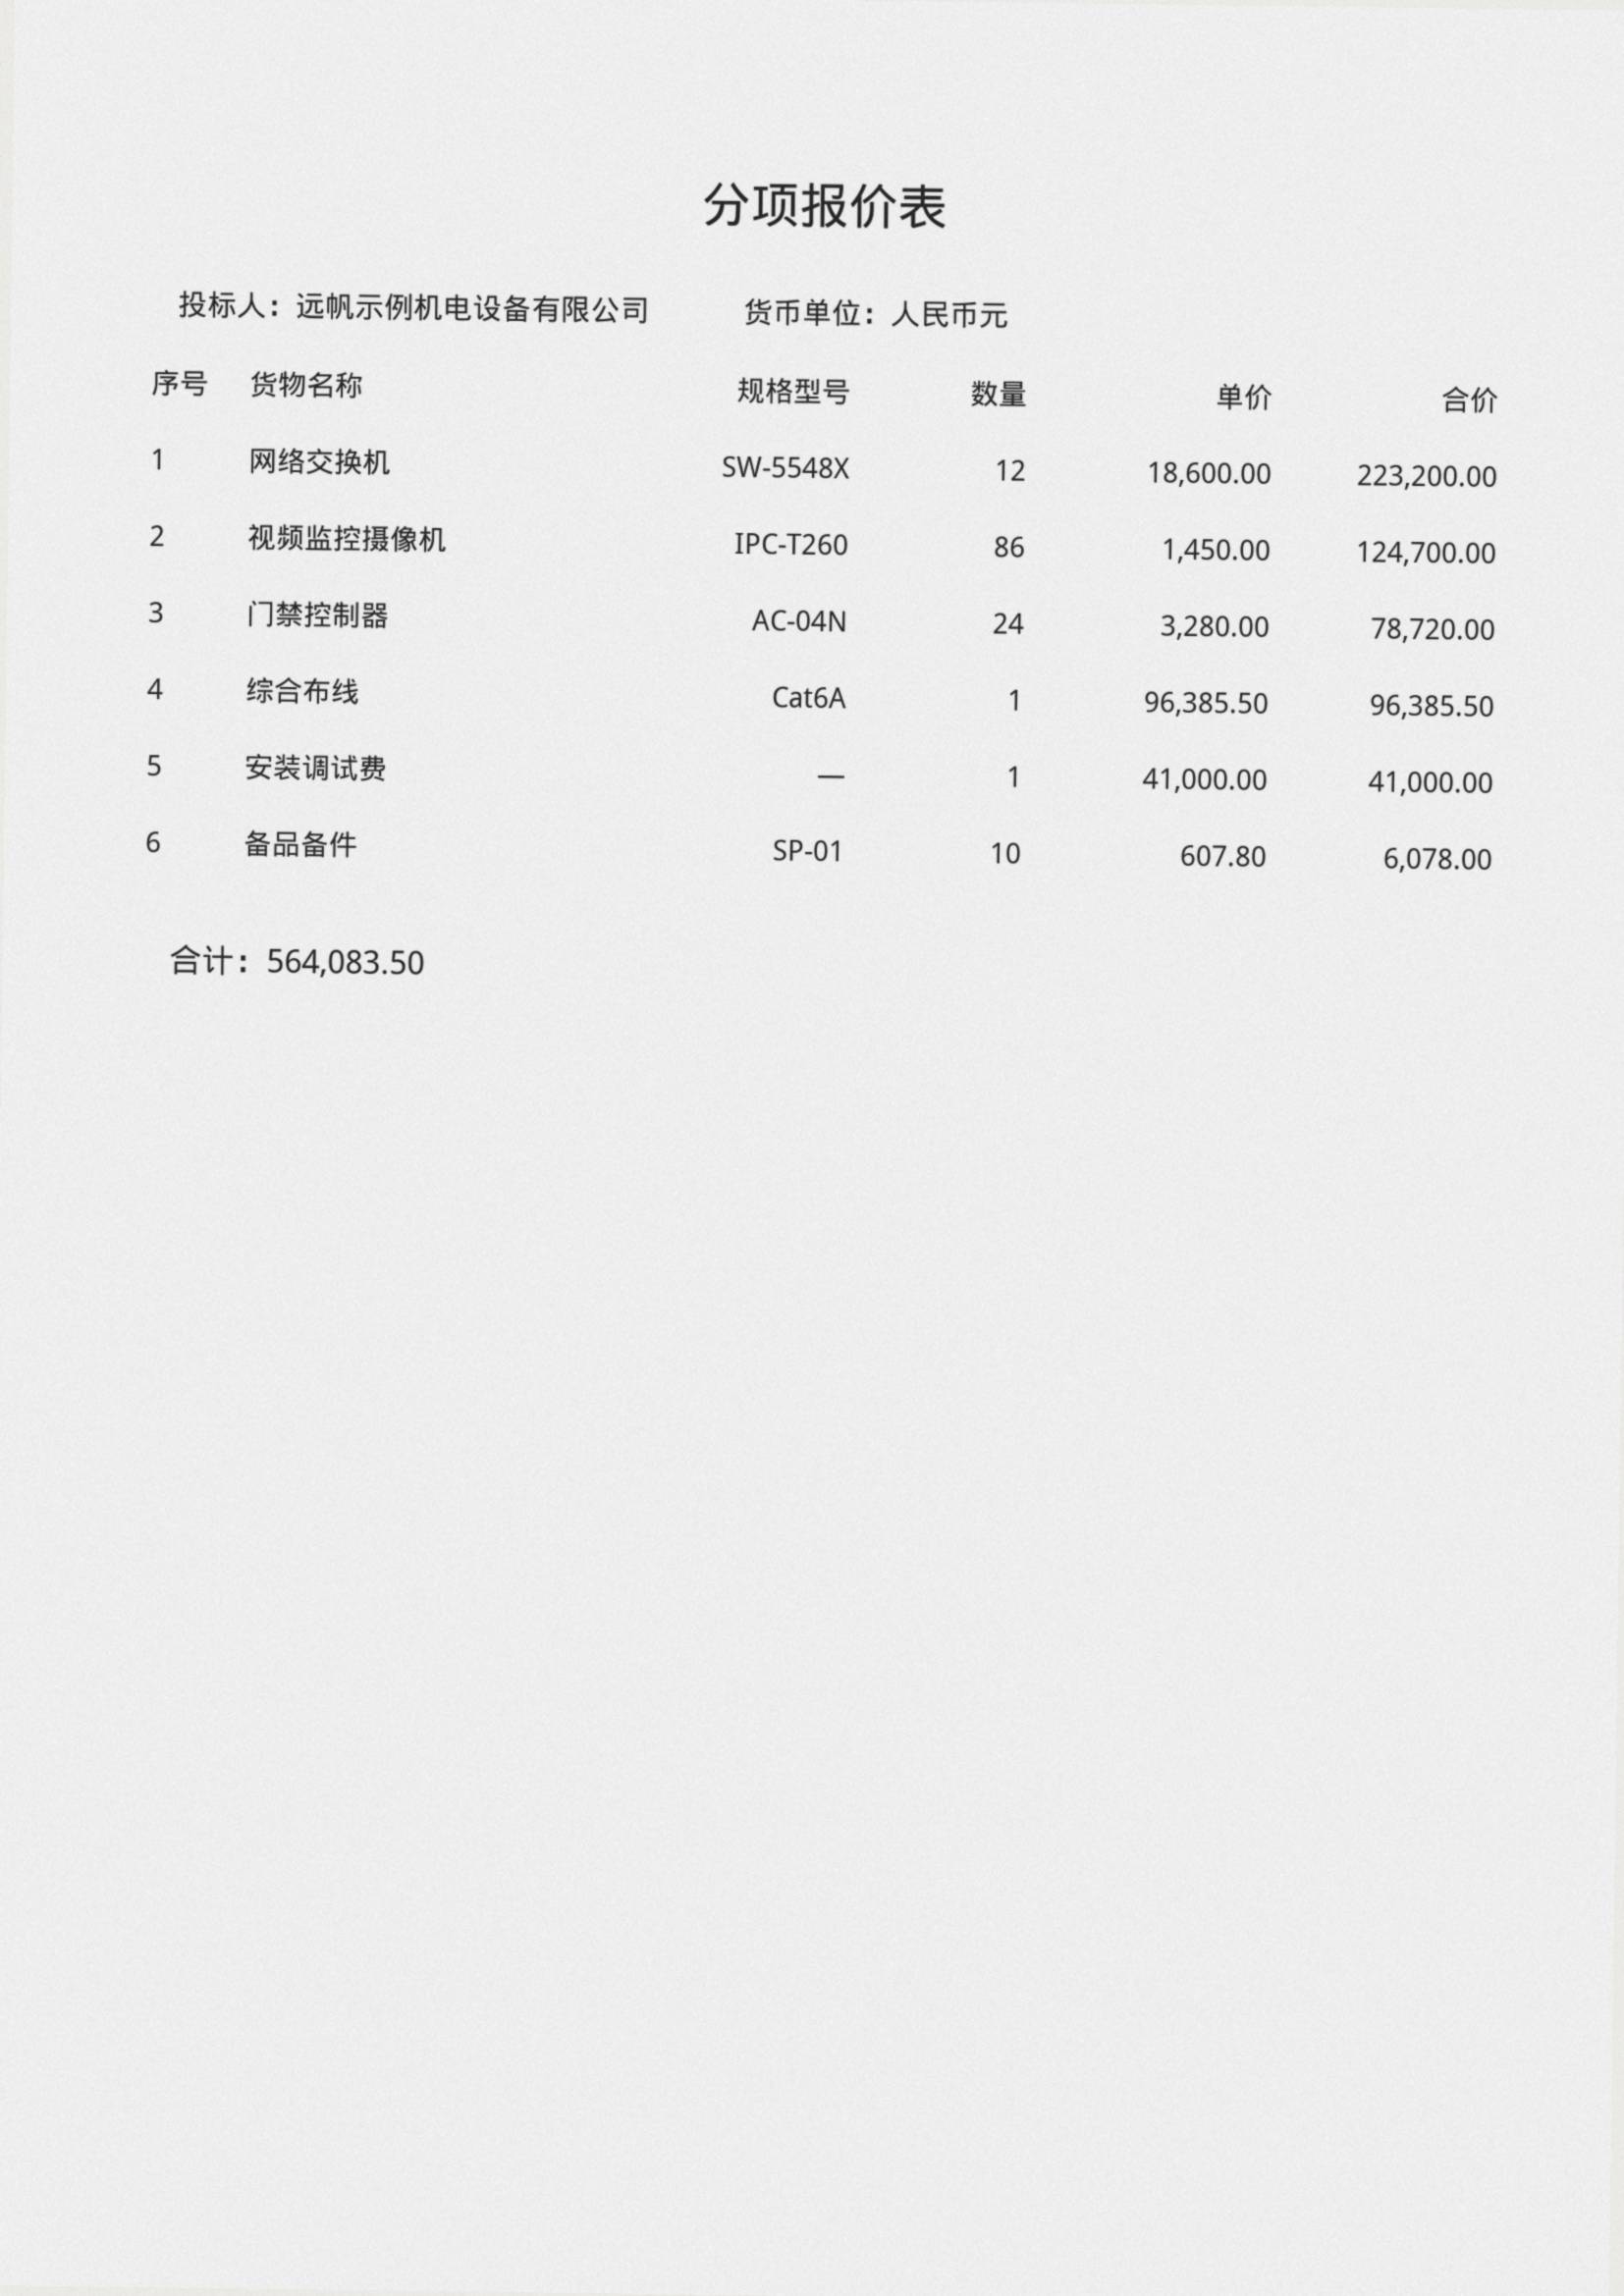 分项报价表
投标人：远帆示例机电设备有限公司 货币单位：人民币元
序号 货物名称 规格型号 数量 单价 合价
1 网络交换机 SW-5548X 12 18,600.00 223,200.00
2 视频监控摄像机 IPC-T260 86 1,450.00 124,700.00
3 门禁控制器 AC-04N 24 3,280.00 78,720.00
4 综合布线 Cat6A 1 96,385.50 96,385.50
5 安装调试费 — 1 41,000.00 41,000.00
6 备品备件 SP-01 10 607.80 6,078.00
合计：564,083.50